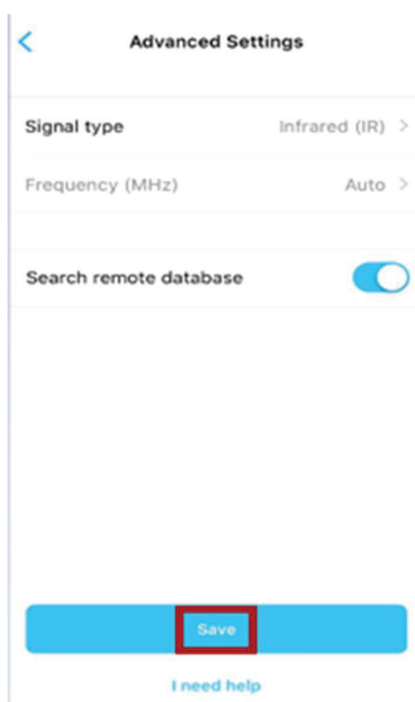 Advanced Settings
Signal type Infrared (IR)
Frequency (MHz) Auto
Search remote database
Save
I need help